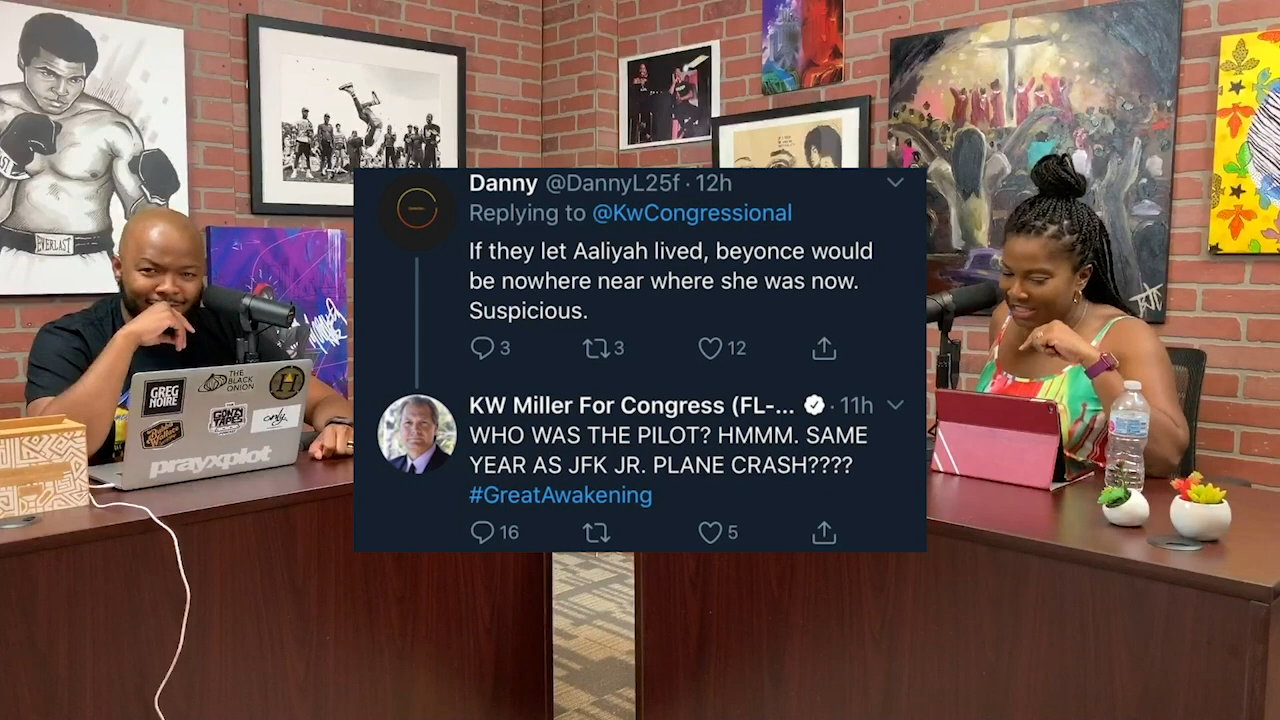 Danny @DannyL25f · 12h
Replying to @KwCongressional
If they let Aaliyah lived, beyonce would
be nowhere near where she was now.
Suspicious.
3 3 12
KW Miller For Congress (FL-... · 11h
WHO WAS THE PILOT? HMMM. SAME
YEAR AS JFK JR. PLANE CRASH????
#GreatAwakening
16 5
EVERLAST
GREG
NOIRE
THE
BLACK
ONION
H
prayxplot